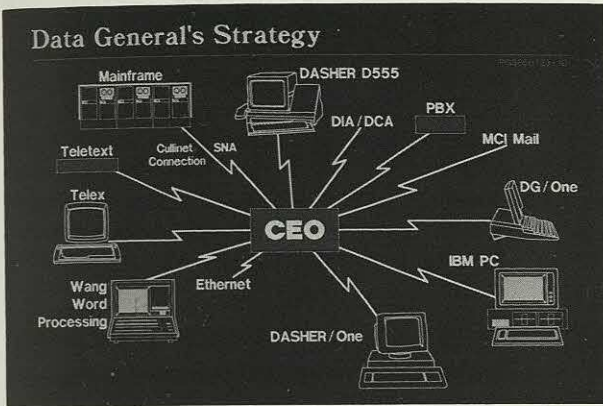 Data General's Strategy
Mainframe
DASHER D555
PBX
DIA/DCA
MCI Mail
Cullinet
Connection
SNA
Teletext
Telex
DG/One
CEO
IBM PC
Wang
Word
Processing
Ethernet
DASHER/One